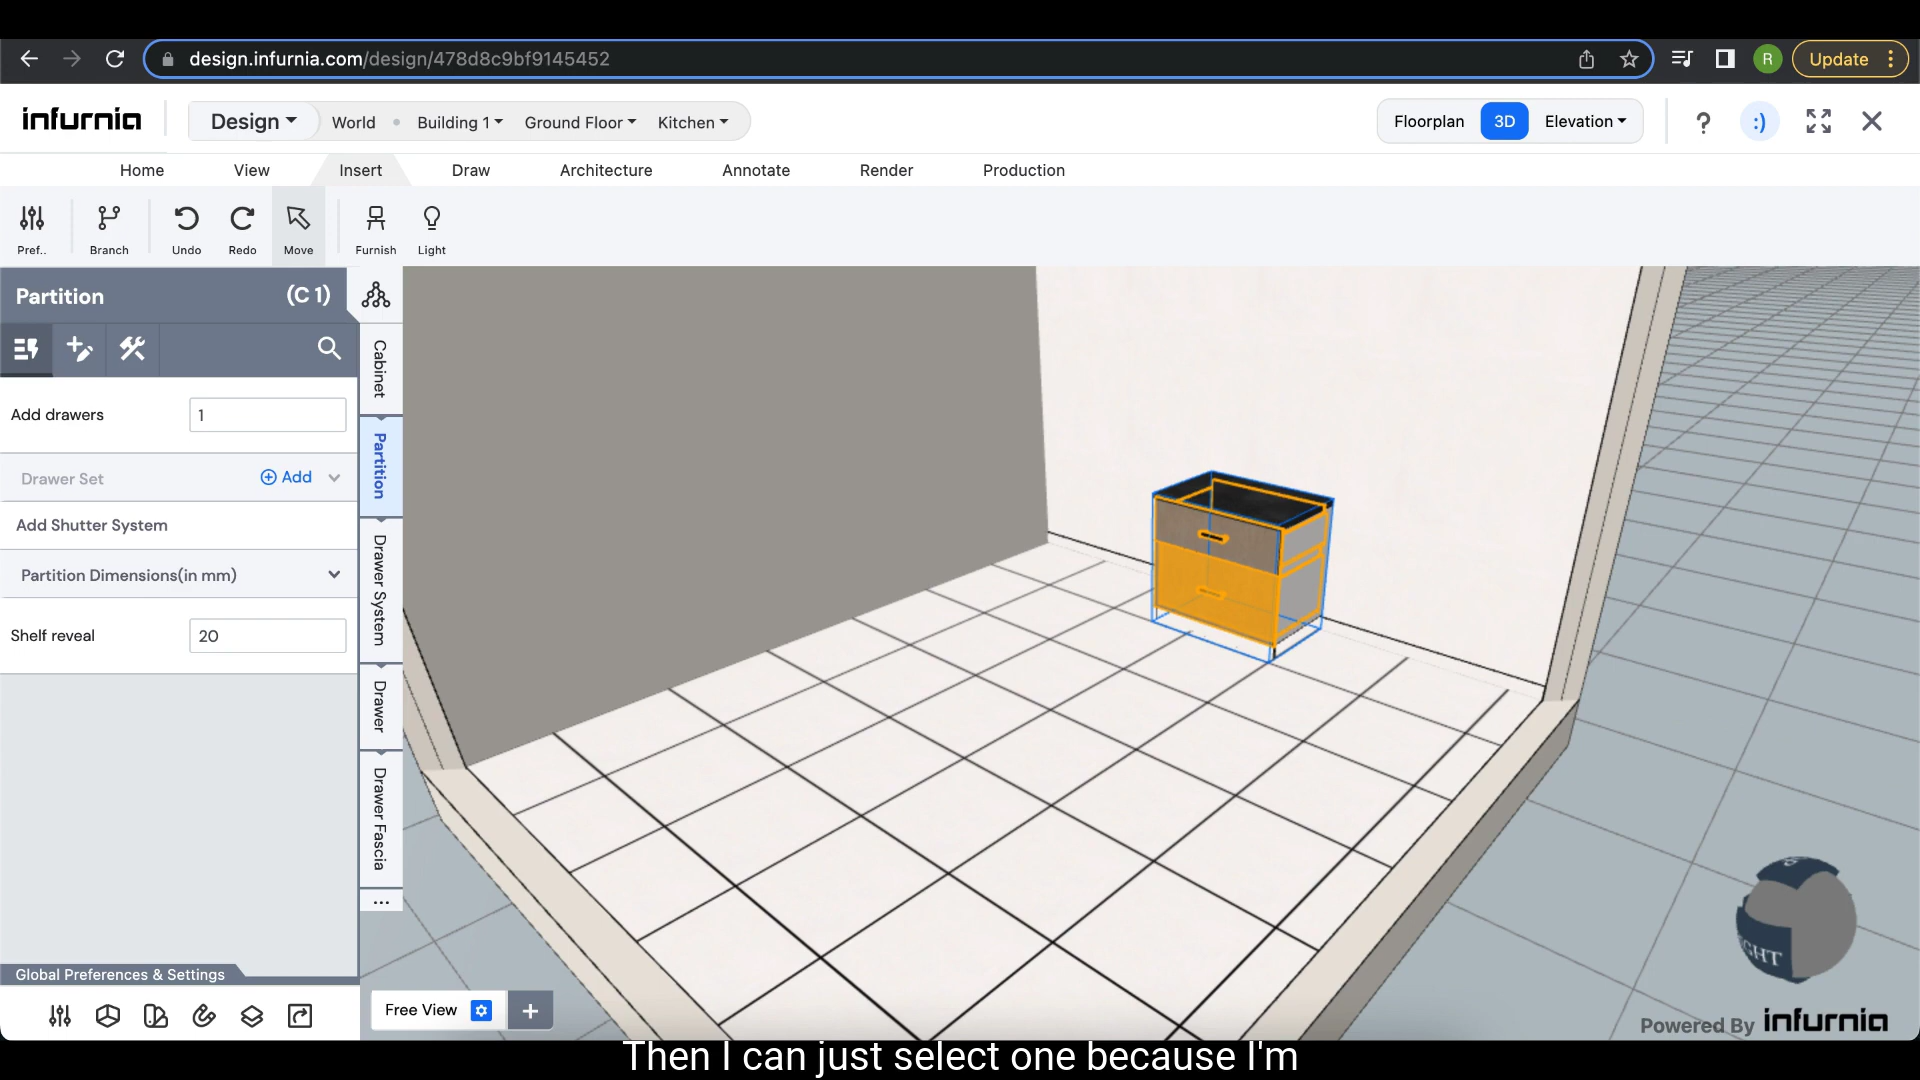 design.infurnia.com/design/478d8c9bf9145452
R
Update
infurnia
Design
World
Building 1
Ground Floor
Kitchen
Floorplan
3D
Elevation
?
:)
Home
View
Insert
Draw
Architecture
Annotate
Render
Production
Pref..
Branch
Undo
Redo
Move
Furnish
Light
Partition
(C 1)
Add drawers
1
Drawer Set
Add
Add Shutter System
Partition Dimensions(in mm)
Shelf reveal
20
Cabinet
Partition
Drawer System
Drawer
Drawer Fascia
...
Global Preferences & Settings
Free View
+
GHT
Powered By infurnia
Then I can just select one because I'm